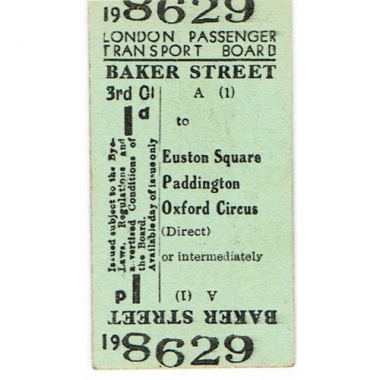 19 8629
LONDON PASSENGER
TRANSPORT BOARD
BAKER STREET
3rd Cl
A (1)
1d
to
Euston Square
Paddington
Oxford Circus
(Direct)
or intermediately
Issued subject to the Bye-
Laws, Regulations and
advertised Conditions of
the Board.
Available day of issue only
1d
A (1)
BAKER STREET
19 8629